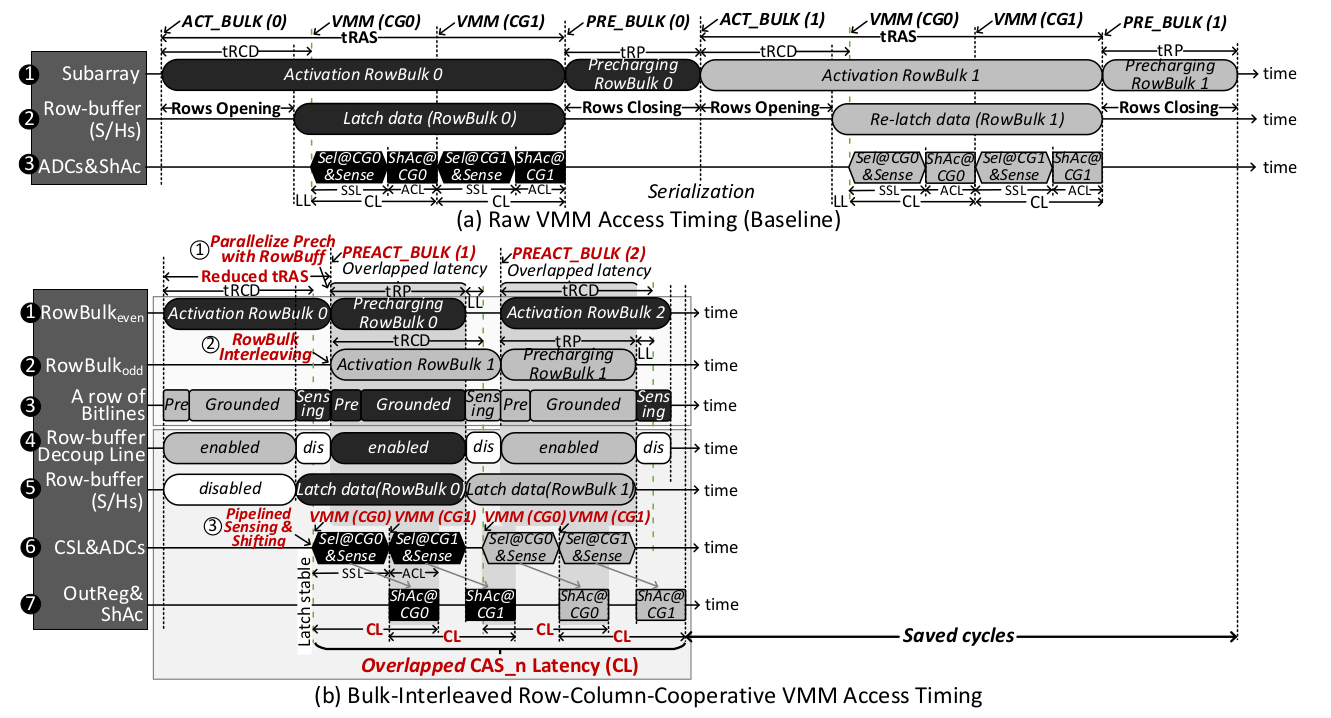 ACT_BULK (0) VMM (CG0) VMM (CG1) PRE_BULK (0) ACT_BULK (1) VMM (CG0) VMM (CG1) PRE_BULK (1)
tRAS tRAS
tRCD tRP tRCD tRP
1 Subarray Activation RowBulk 0 Precharging RowBulk 0 Activation RowBulk 1 Precharging RowBulk 1 time
Rows Opening Rows Closing Rows Opening Rows Closing
2 Row-buffer (S/Hs) Latch data (RowBulk 0) Re-latch data (RowBulk 1) time
3 ADCs&ShAc Sel@CG0 &Sense ShAc@ CG0 Sel@CG1 &Sense ShAc@ CG1 Sel@CG0 &Sense ShAc@ CG0 Sel@CG1 &Sense ShAc@ CG1 time
SSL ACL SSL ACL Serialization SSL ACL SSL ACL
LL CL CL LL CL CL
(a) Raw VMM Access Timing (Baseline)
1 Parallelize Prech with RowBuff PREACT_BULK (1) PREACT_BULK (2)
Overlapped latency Overlapped latency
Reduced tRAS
tRCD tRP LL tRCD
1 RowBulkeven Activation RowBulk 0 Precharging RowBulk 0 Activation RowBulk 2 time
2 RowBulk Interleaving tRCD tRP LL
2 RowBulkodd Activation RowBulk 1 Precharging RowBulk 1 time
3 A row of Bitlines Pre Grounded Sens ing Pre Grounded Sens ing Pre Grounded Sens ing time
4 Row-buffer Decoup Line enabled dis enabled dis enabled dis time
5 Row-buffer (S/Hs) disabled Latch data(RowBulk 0) Latch data(RowBulk 1) time
3 Pipelined Sensing & Shifting VMM (CG0) VMM (CG1) VMM (CG0) VMM (CG1)
6 CSL&ADCs Sel@CG0 &Sense Sel@CG1 &Sense Sel@CG0 &Sense Sel@CG1 &Sense time
SSL ACL
7 OutReg& ShAc ShAc@ CG0 ShAc@ CG1 ShAc@ CG0 ShAc@ CG1 time
Latch stable
CL CL CL CL
Saved cycles
Overlapped CAS_n Latency (CL)
(b) Bulk-Interleaved Row-Column-Cooperative VMM Access Timing